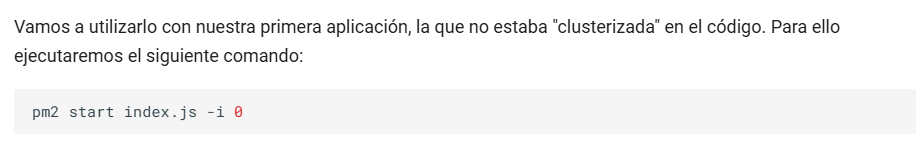 Vamos a utilizarlo con nuestra primera aplicación, la que no estaba "clusterizada" en el código. Para ello
ejecutaremos el siguiente comando:
pm2 start index.js -i 0